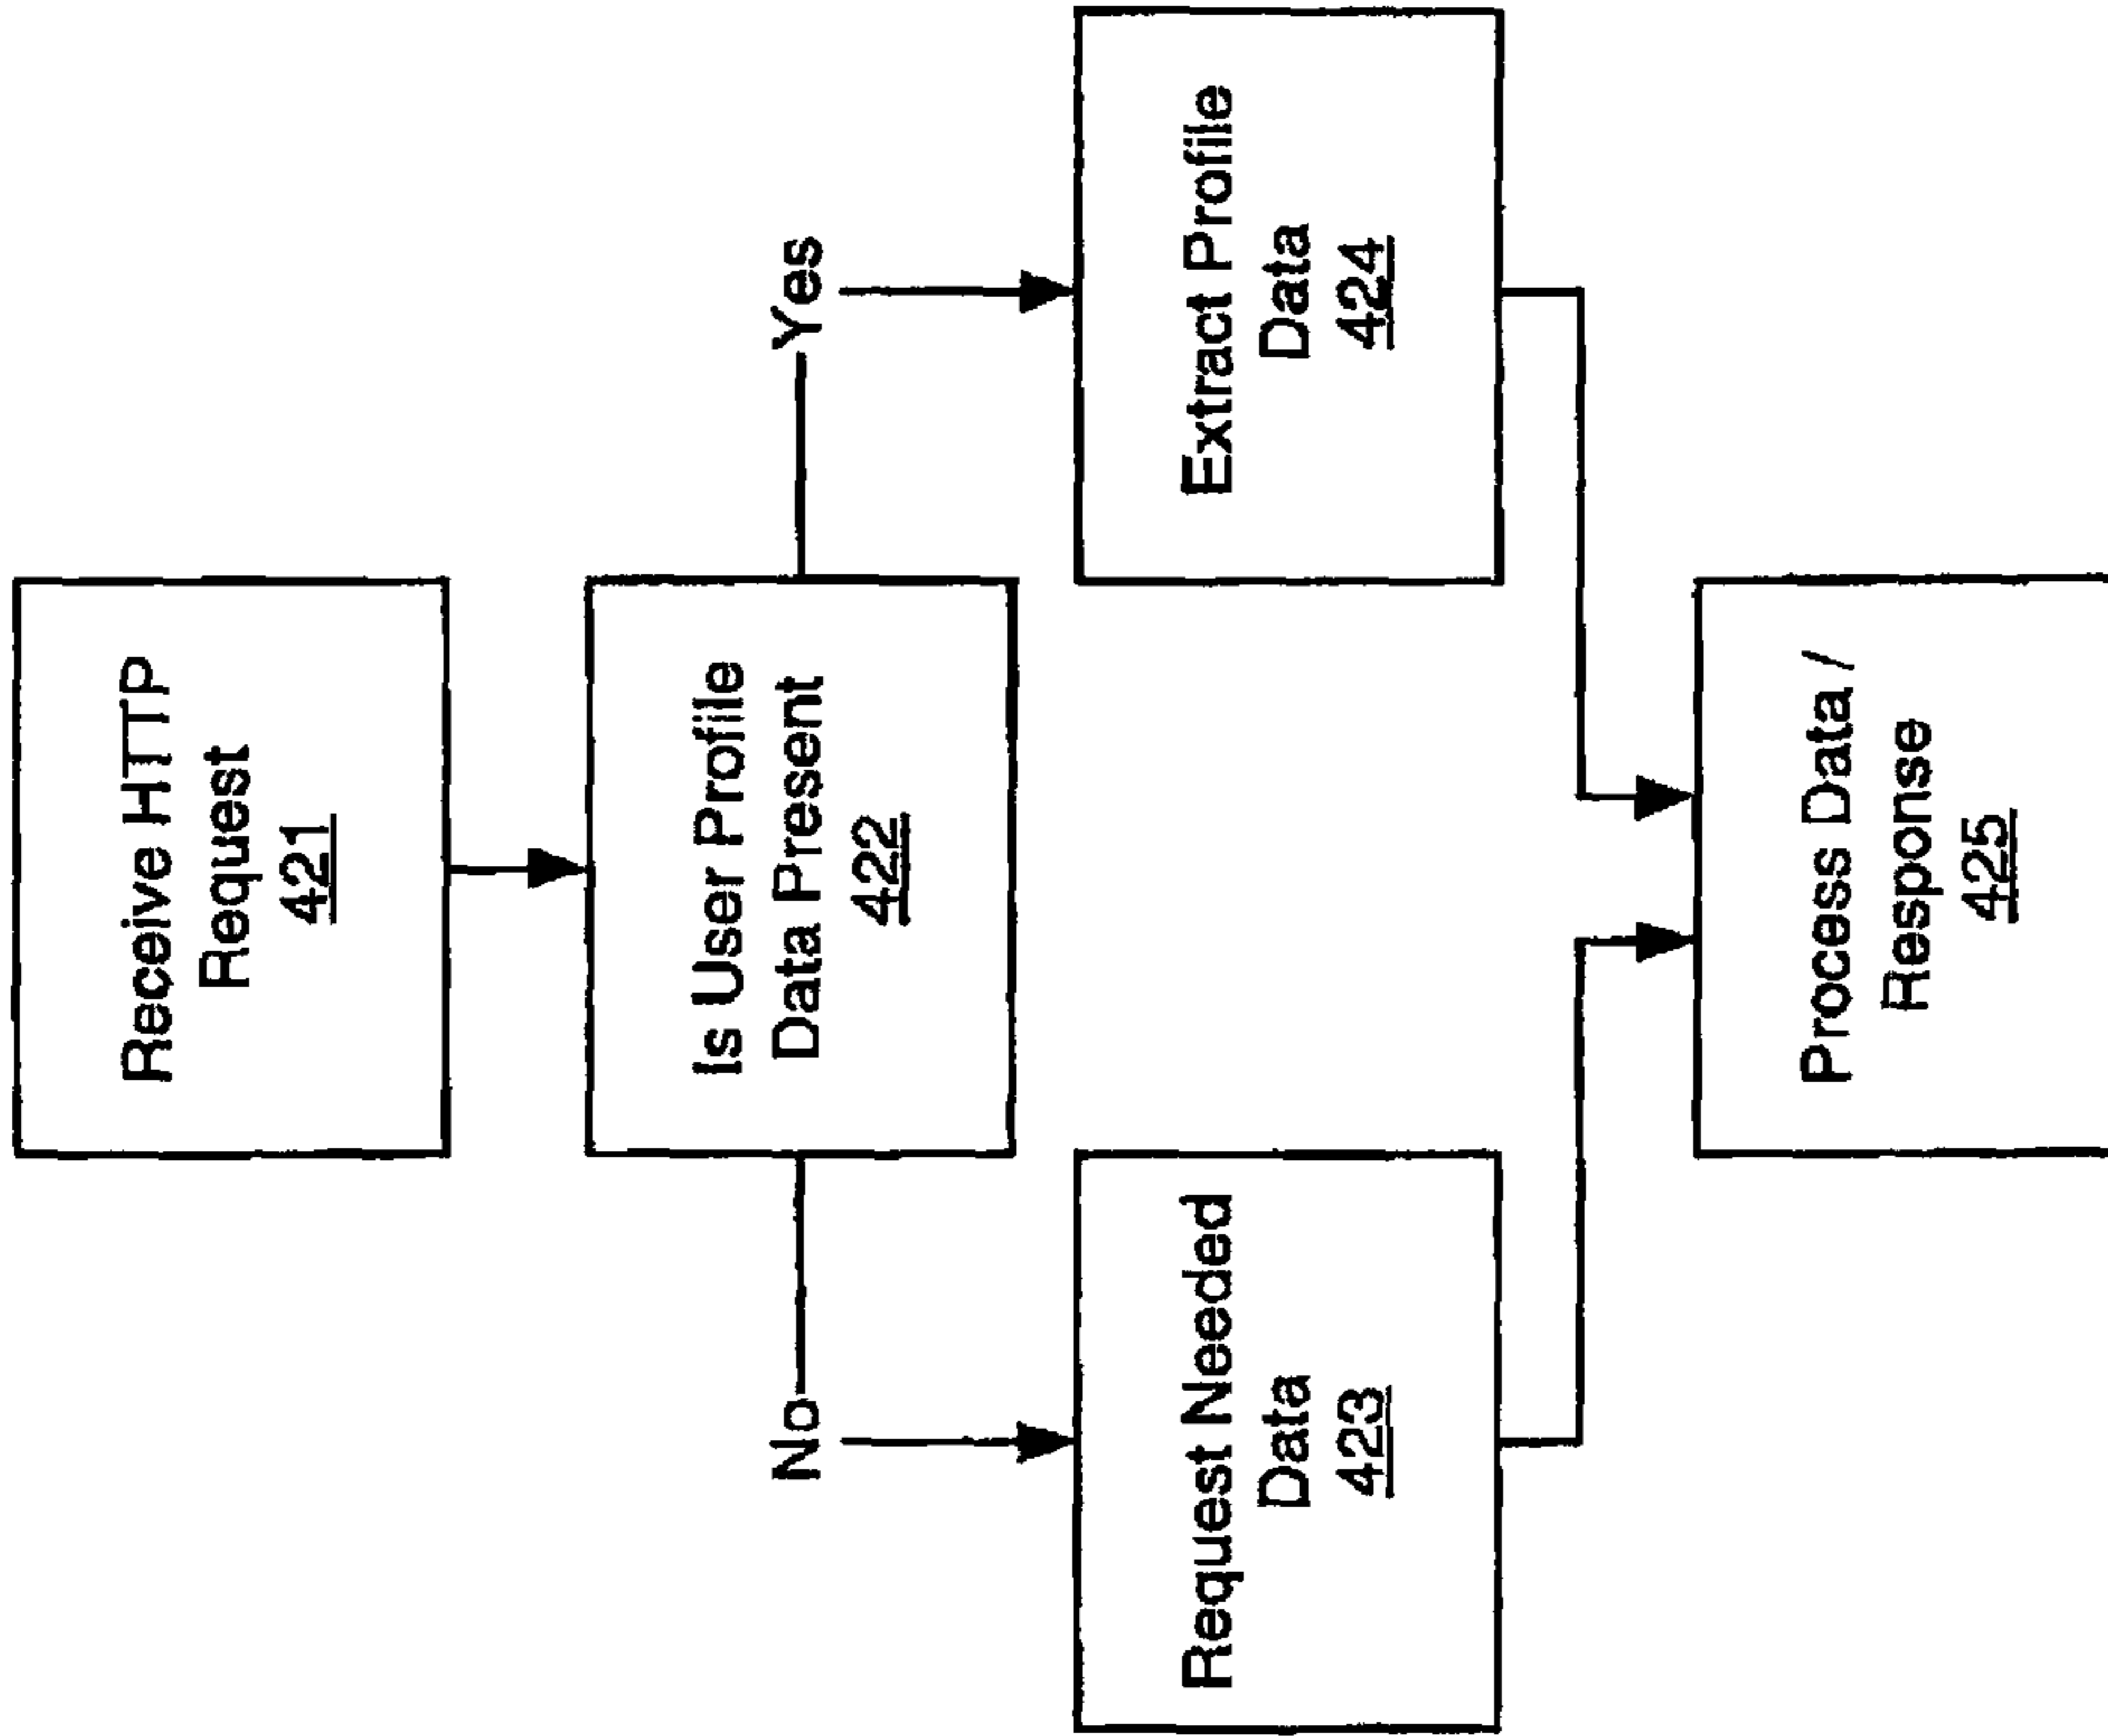 Receive HTTP
Request
421
Is User Profile
Data Present
422
No
Yes
Request Needed
Data
423
Extract Profile
Data
424
Process Data /
Response
425